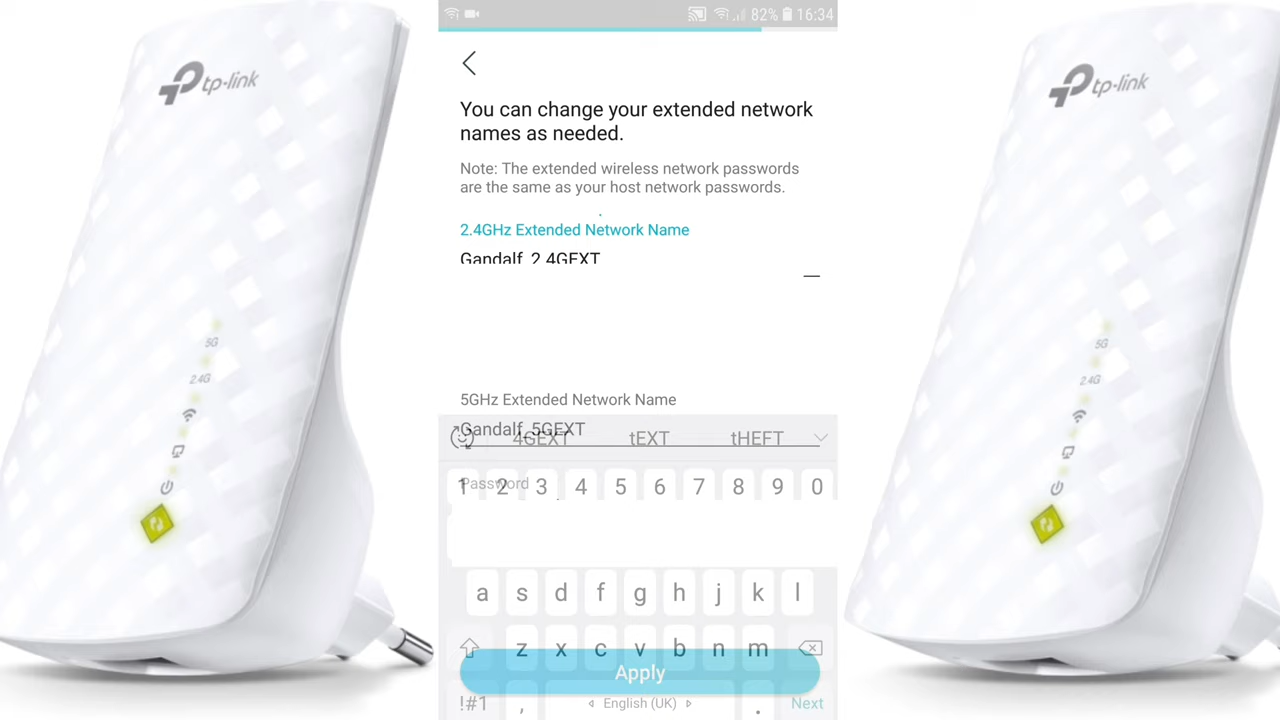 tp-link
5G
2.4G
82% 16:34
You can change your extended network
names as needed.
Note: The extended wireless network passwords
are the same as your host network passwords.
2.4GHz Extended Network Name
Gandalf_2.4GEXT
5GHz Extended Network Name
Gandalf_5GEXT
4GEXT tEXT tHEFT
Password
1 2 3 4 5 6 7 8 9 0
a s d f g h j k l
z x c v b n m
Apply
!#1 , English (UK) . Next
tp-link
5G
2.4G